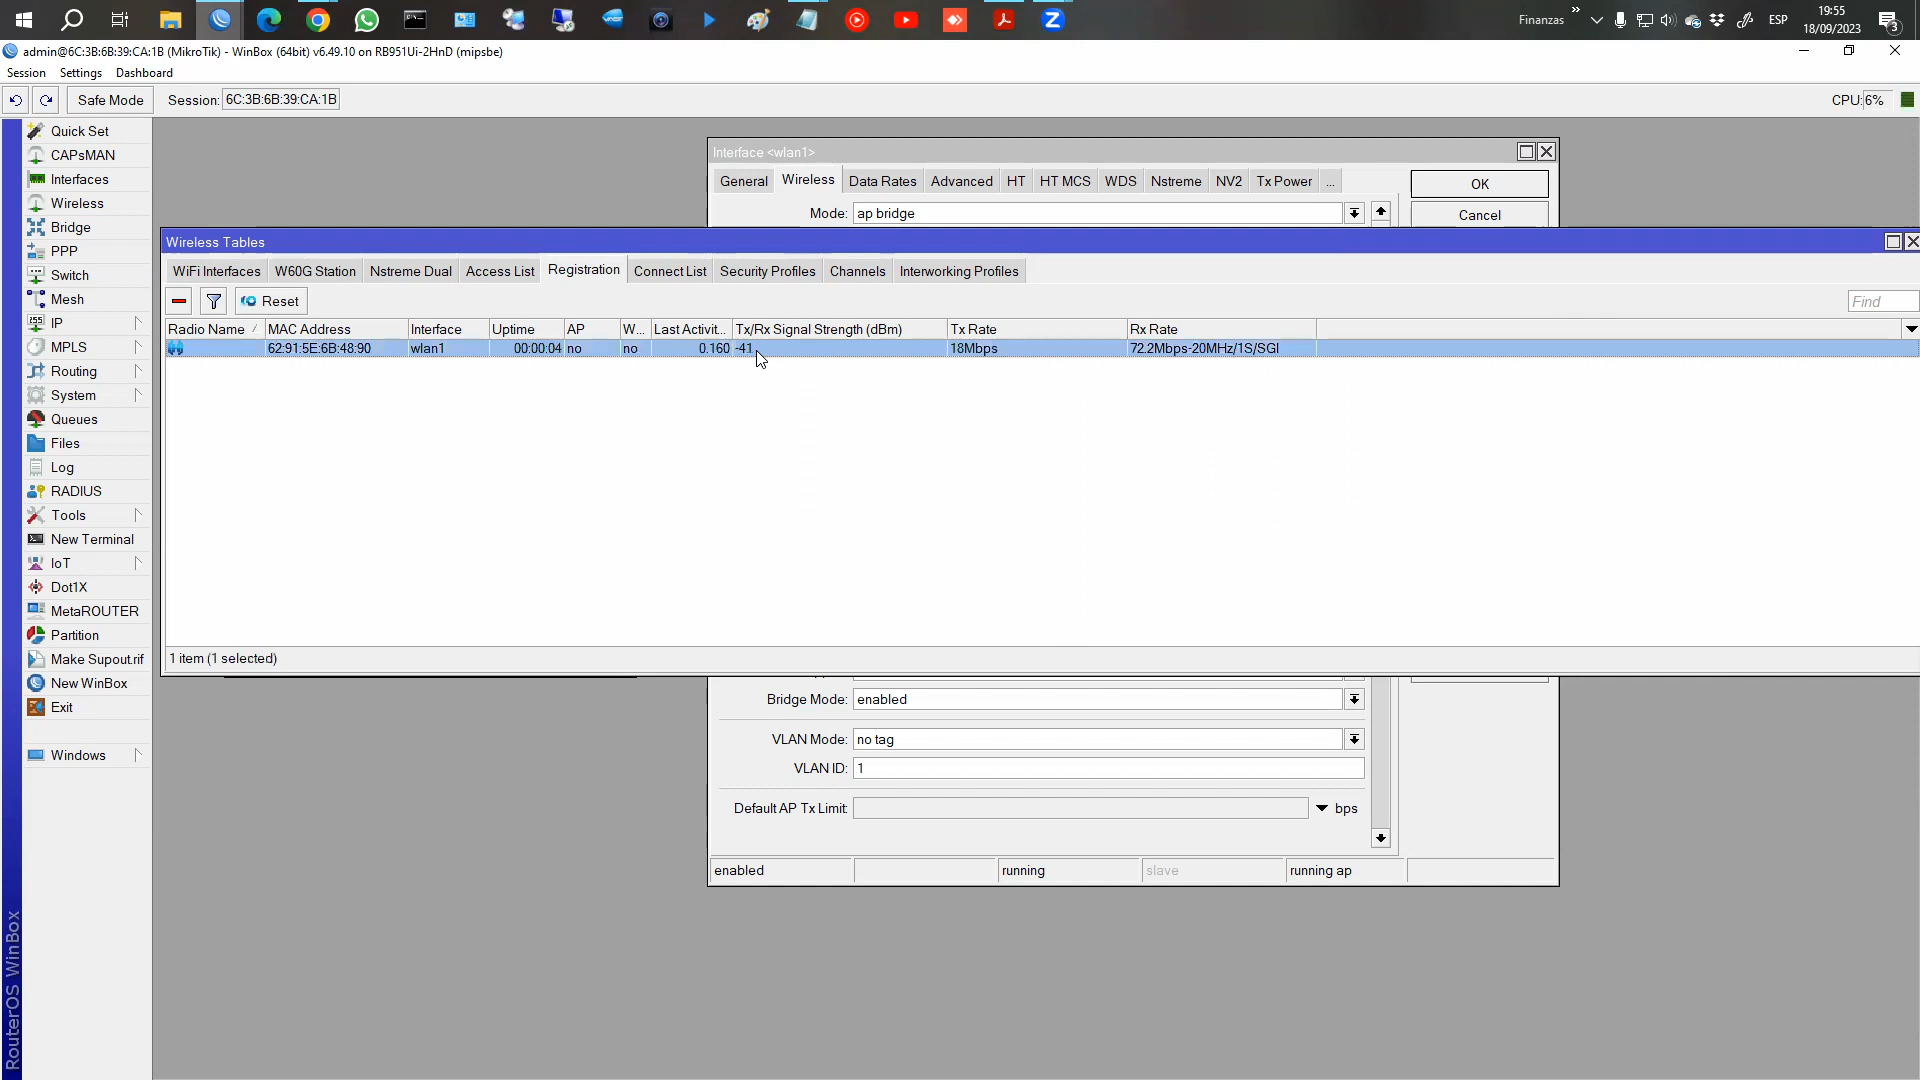 Finanzas » ESP 19:55
18/09/2023 3
admin@6C:3B:6B:39:CA:1B (MikroTik) - WinBox (64bit) v6.49.10 on RB951Ui-2HnD (mipsbe)
Session Settings Dashboard
Safe Mode Session: 6C:3B:6B:39:CA:1B CPU: 6%
Quick Set
CAPsMAN
Interfaces
Wireless
Bridge
PPP
Switch
Mesh
IP
MPLS
Routing
System
Queues
Files
Log
RADIUS
Tools
New Terminal
IoT
Dot1X
MetaROUTER
Partition
Make Supout.rif
New WinBox
Exit
Windows
RouterOS WinBox
Interface <wlan1>
General Wireless Data Rates Advanced HT HT MCS WDS Nstreme NV2 Tx Power ...
OK
Cancel
Mode: ap bridge
Wireless Tables
WiFi Interfaces W60G Station Nstreme Dual Access List Registration Connect List Security Profiles Channels Interworking Profiles
Reset Find
Radio Name MAC Address Interface Uptime AP W... Last Activit... Tx/Rx Signal Strength (dBm) Tx Rate Rx Rate
62:91:5E:6B:48:90 wlan1 00:00:04 no no 0.160 -41 18Mbps 72.2Mbps-20MHz/1S/SGI
1 item (1 selected)
Bridge Mode: enabled
VLAN Mode: no tag
VLAN ID: 1
Default AP Tx Limit: bps
enabled running slave running ap